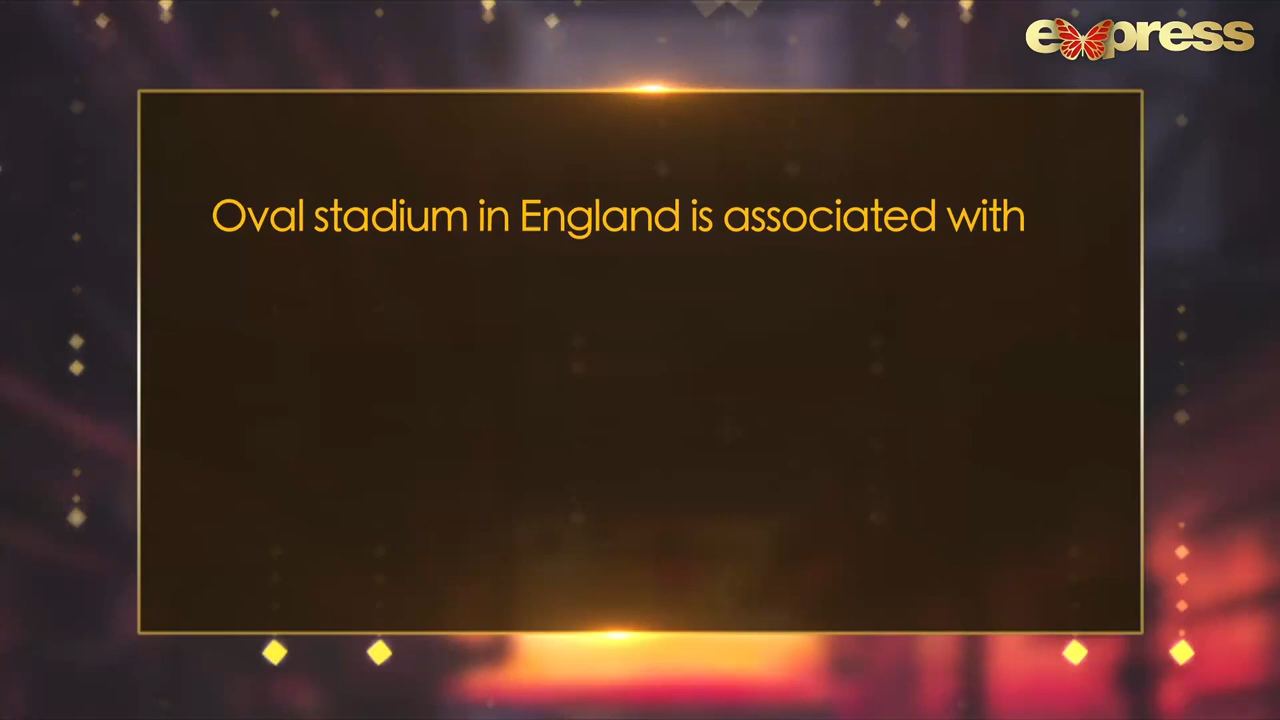 express
Oval stadium in England is associated with